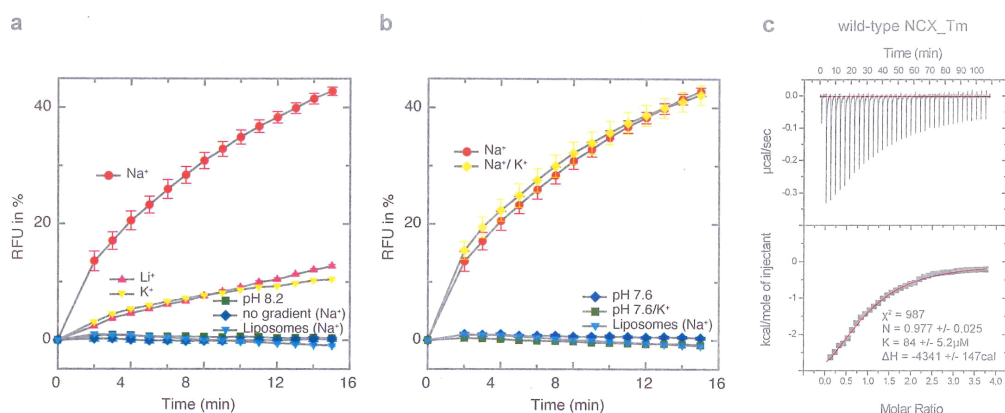 a
RFU in %
40
20
0
Na⁺
Li⁺
K⁺
pH 8.2
no gradient (Na⁺)
Liposomes (Na⁺)
0 4 8 12 16
Time (min)
b
RFU in %
40
20
0
Na⁺
Na⁺/ K⁺
pH 7.6
pH 7.6/K⁺
Liposomes (Na⁺)
0 4 8 12 16
Time (min)
c
wild-type NCX_Tm
Time (min)
0 10 20 30 40 50 60 70 80 90 100
µcal/sec
0.0
-0.1
-0.2
-0.3
kcal/mole of injectant
0
-1
-2
χ² = 987
N = 0.977 +/- 0.025
K = 84 +/- 5.2µM
ΔH = -4341 +/- 147cal
0.0 0.5 1.0 1.5 2.0 2.5 3.0 3.5 4.0
Molar Ratio